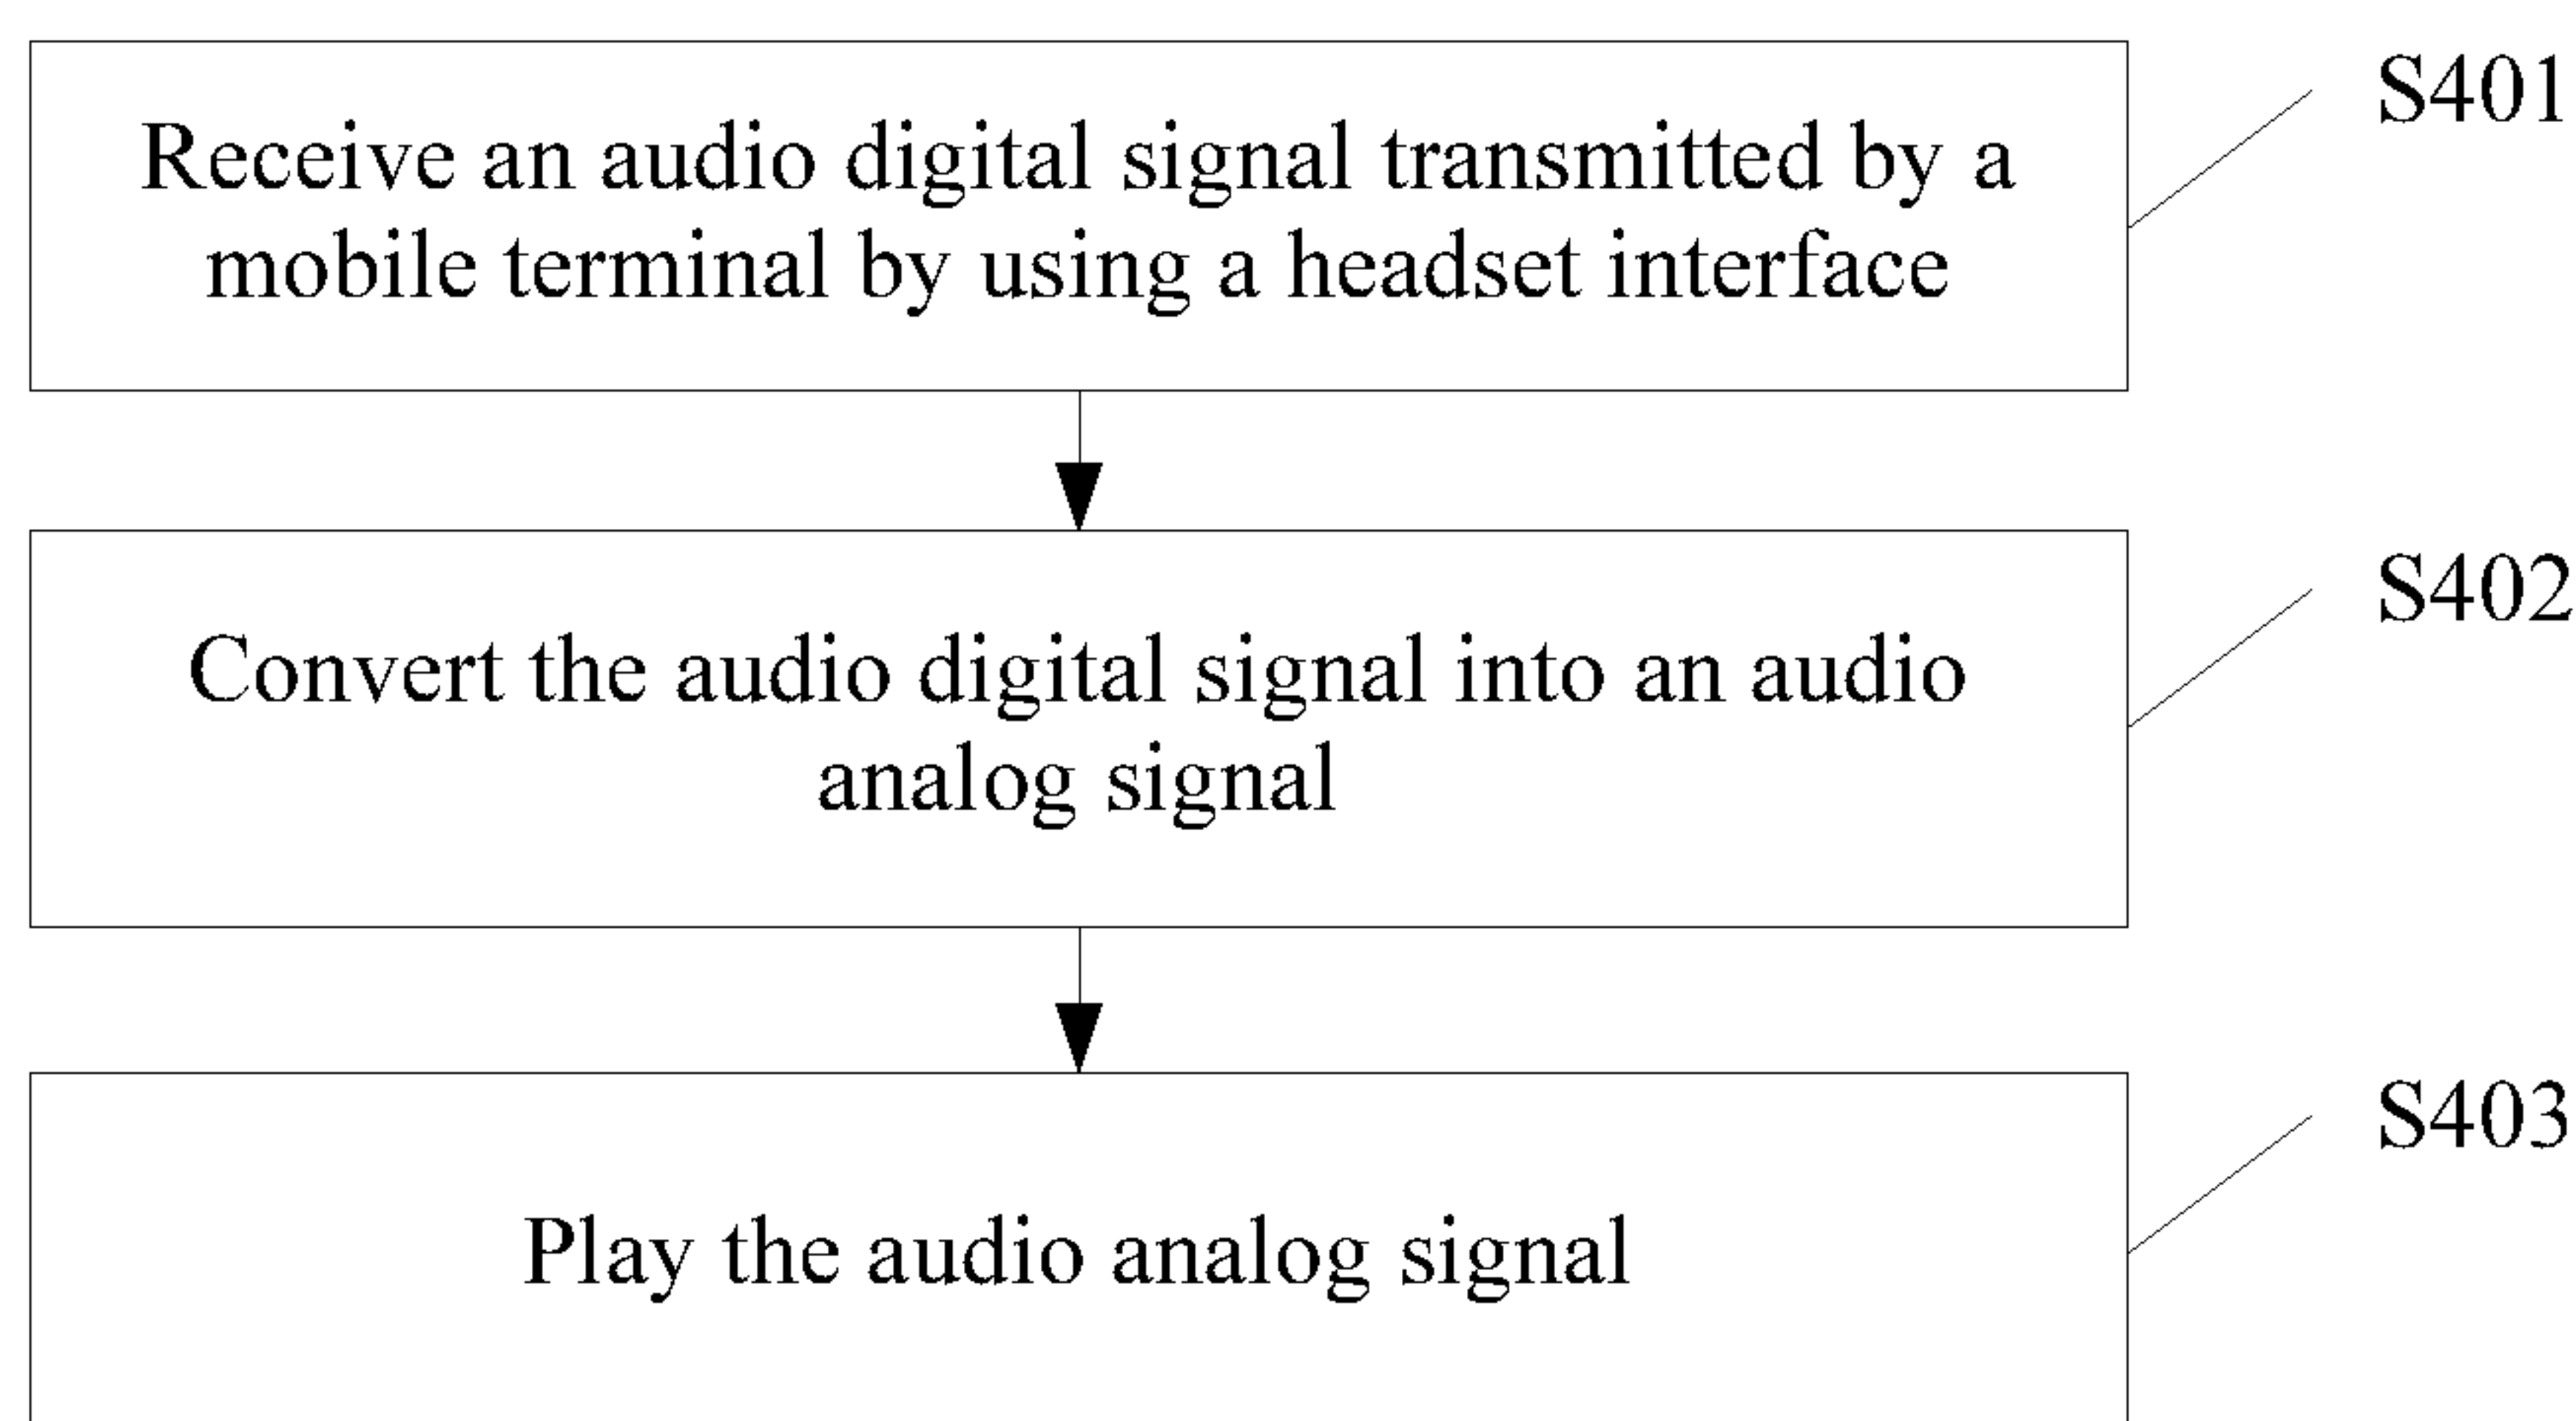 Receive an audio digital signal transmitted by a
mobile terminal by using a headset interface
S401
Convert the audio digital signal into an audio
analog signal
S402
Play the audio analog signal
S403